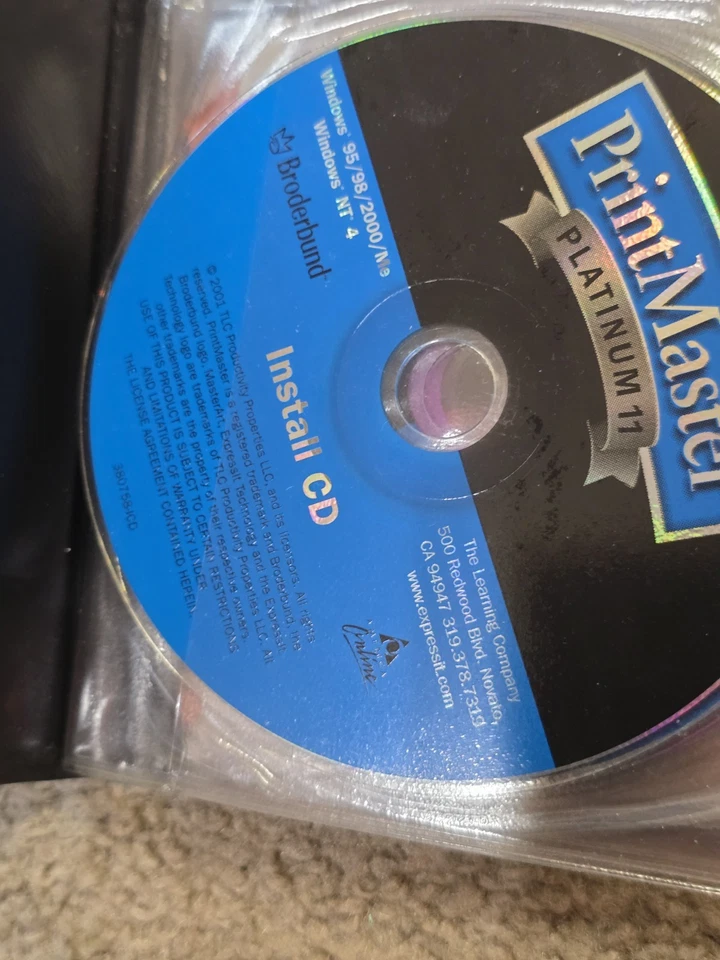 PrintMaster
PLATINUM 11
Windows 95/98/2000/Me
Windows NT 4
Broderbund
Install CD
© 2001 TLC Productivity Properties LLC, and its licensors. All rights
reserved. PrintMaster is a registered trademark and Broderbund, the
Broderbund logo, MasterArt, Expressit Technology and the Expressit
Technology logo are trademarks of TLC Productivity Properties LLC. All
other trademarks are the property of their respective owners.
USE OF THIS PRODUCT IS SUBJECT TO CERTAIN RESTRICTIONS
AND LIMITATIONS OF WARRANTY UNDER
THE LICENSE AGREEMENT CONTAINED HEREIN.
Online
The Learning Company
500 Redwood Blvd. Novato,
CA 94947 319.378.7319
www.expressit.com